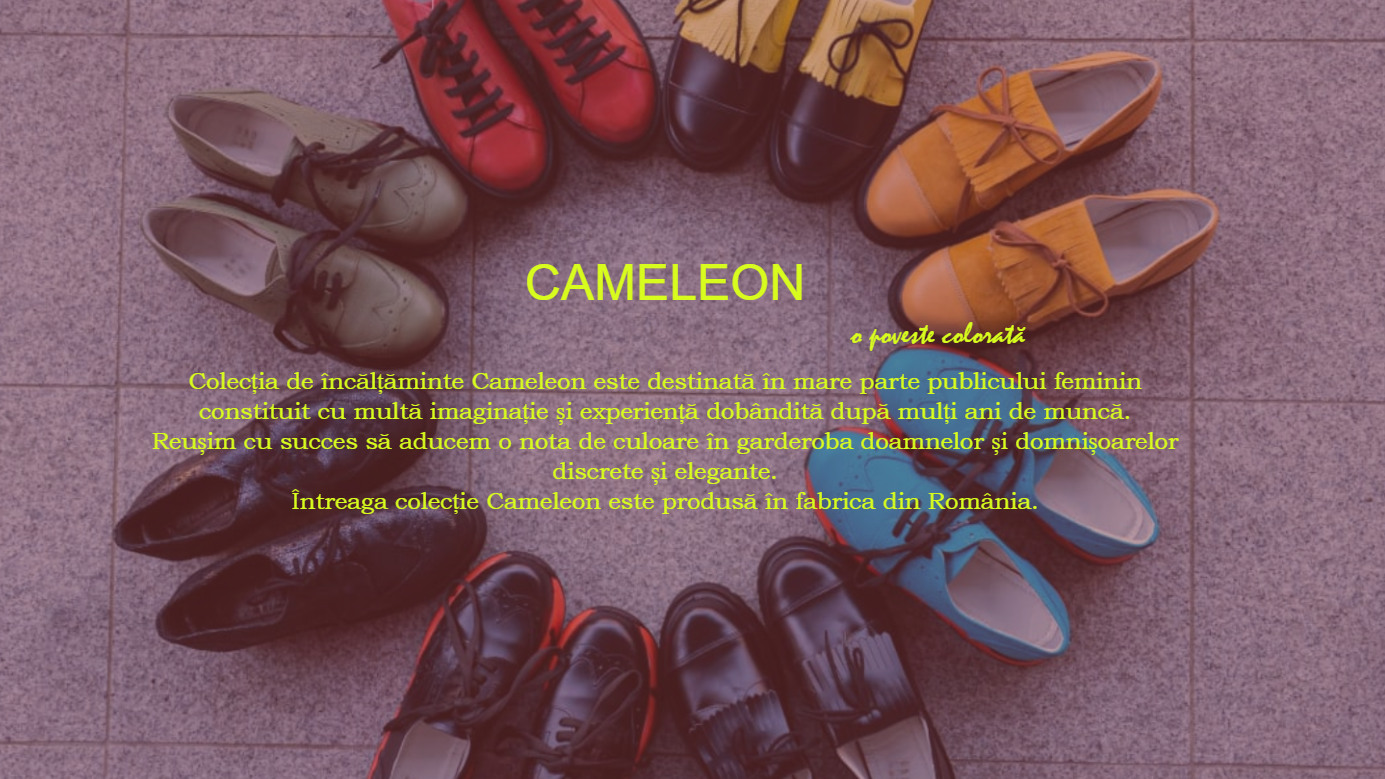 CAMELEON
o poveste colorată
Colecția de încălțăminte Cameleon este destinată în mare parte publicului feminin
constituit cu multă imaginație și experiență dobândită după mulți ani de muncă.
Reușim cu succes să aducem o nota de culoare în garderoba doamnelor și domnișoarelor
discrete și elegante.
Întreaga colecție Cameleon este produsă în fabrica din România.